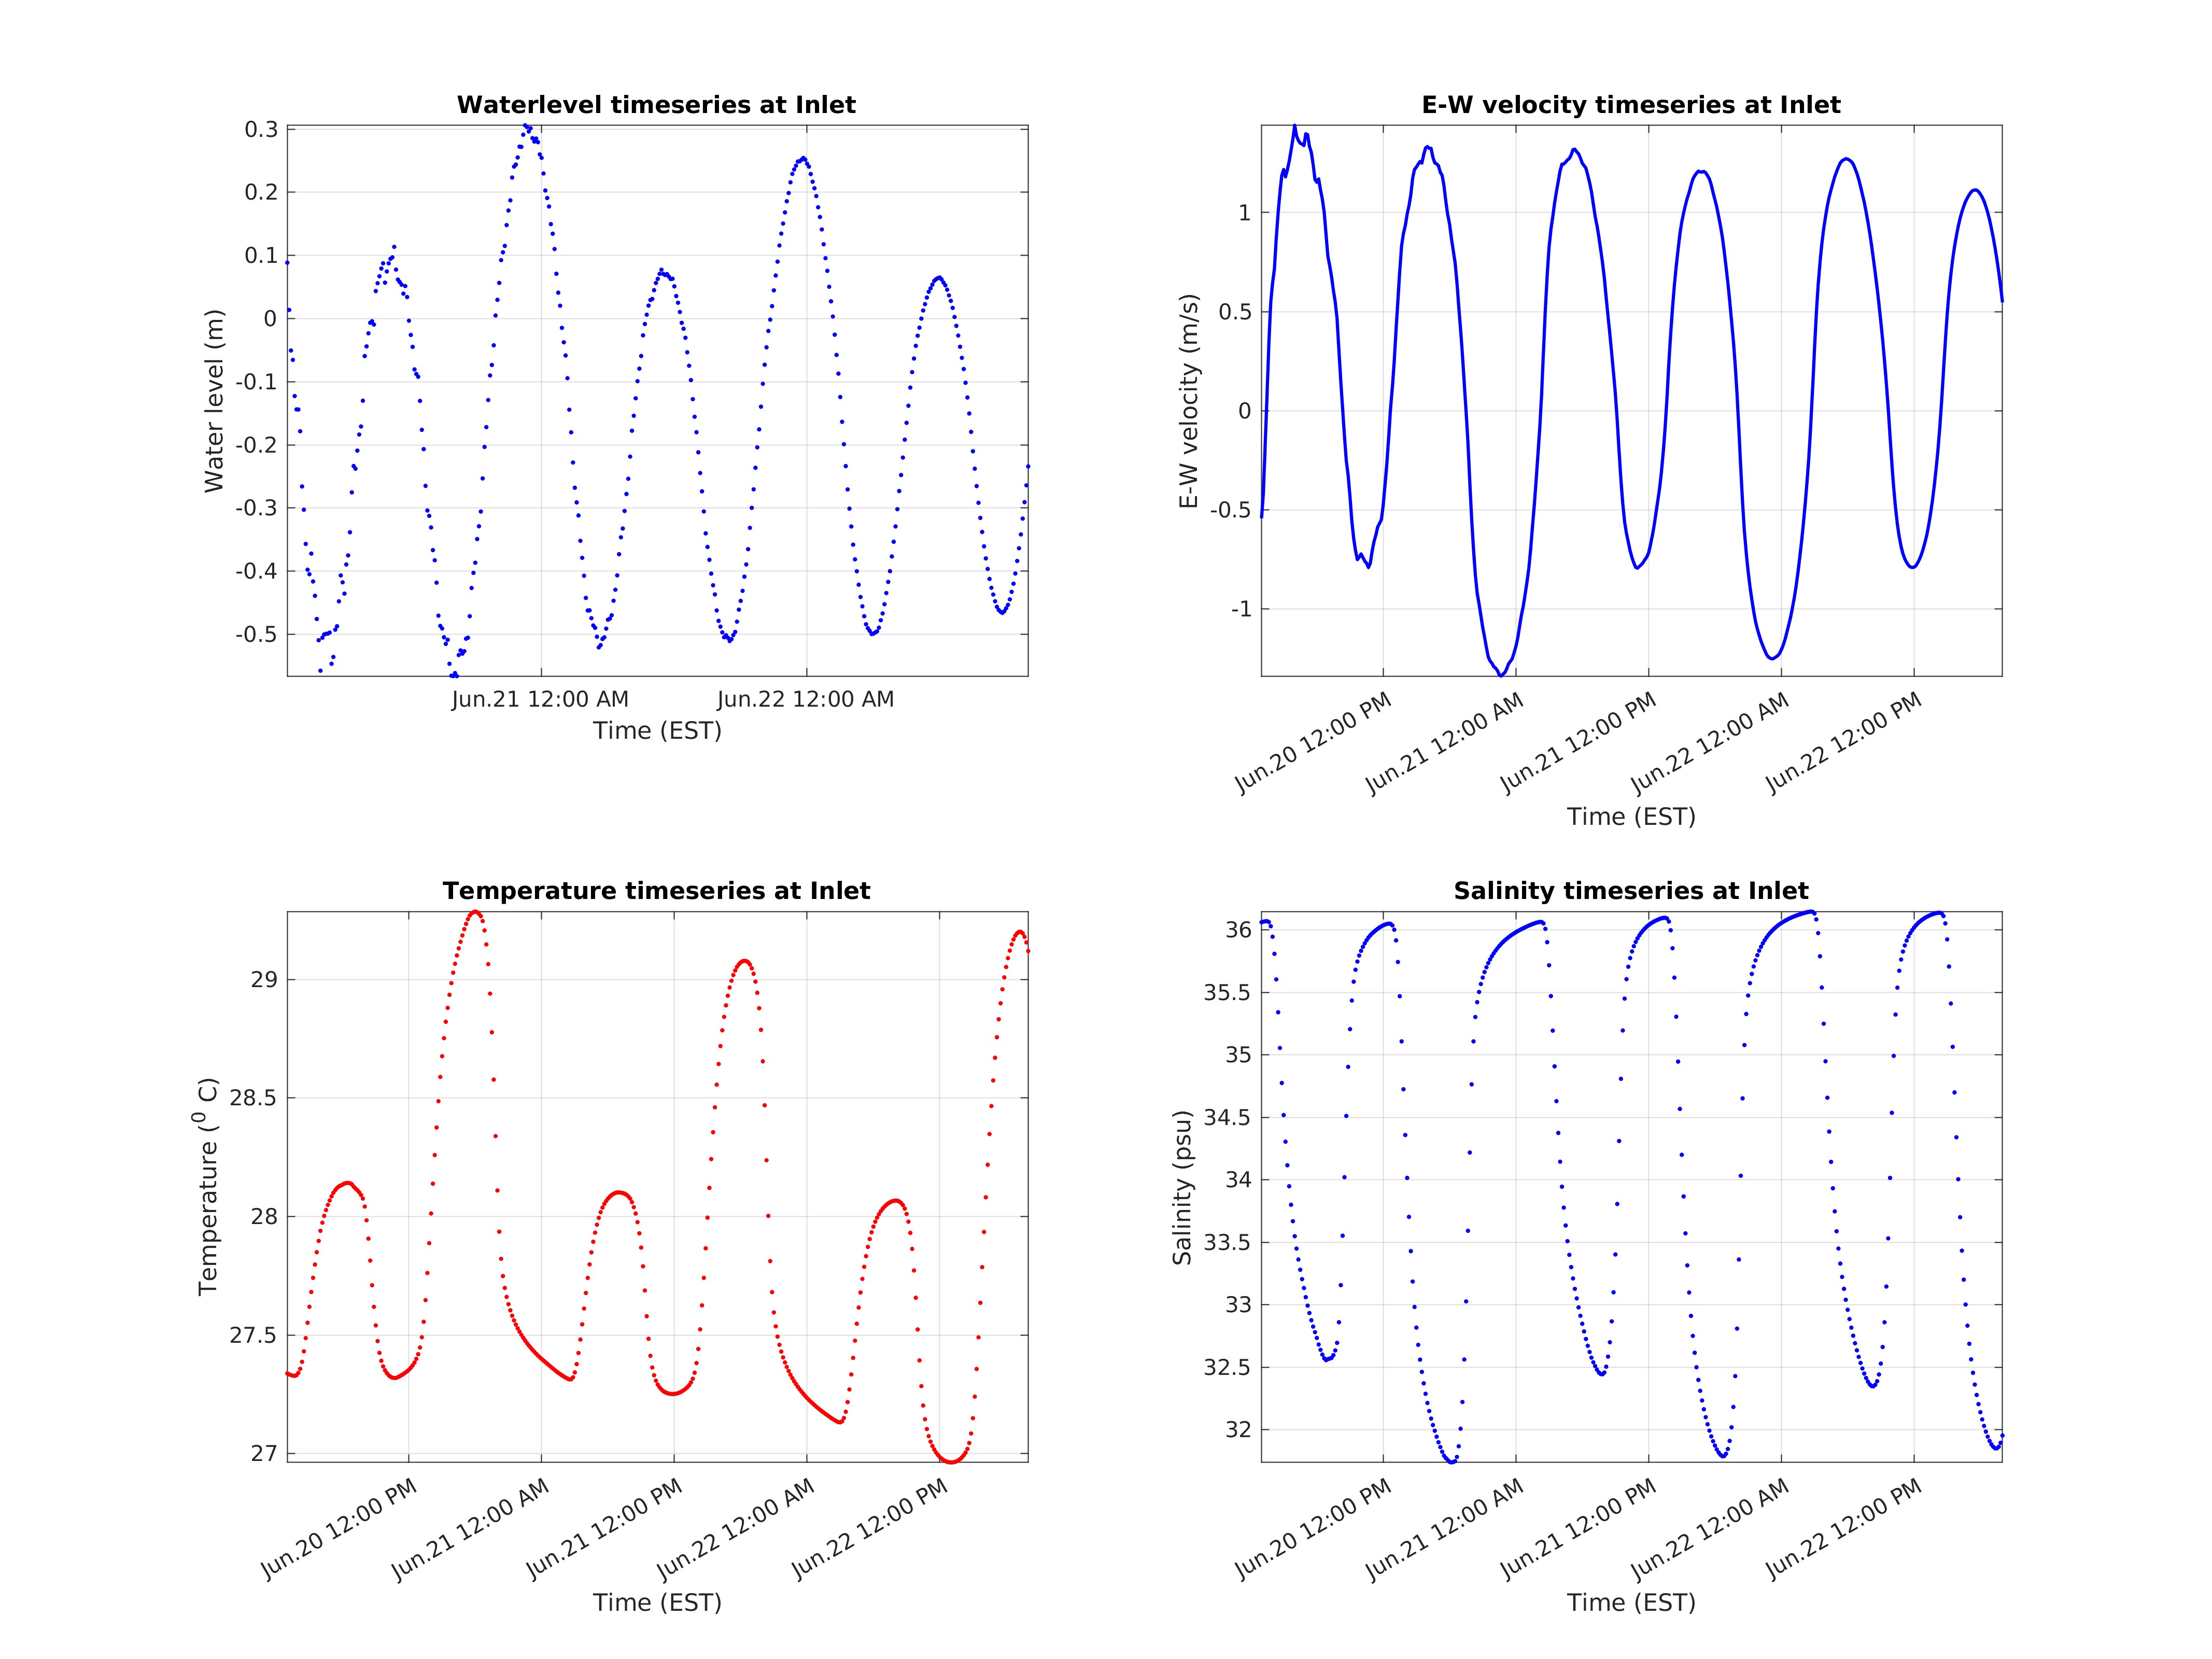 Waterlevel timeseries at Inlet
0.3
0.2
0.1
0
-0.1
-0.2
-0.3
-0.4
-0.5
Water level (m)
Jun.21 12:00 AM
Jun.22 12:00 AM
Time (EST)
E-W velocity timeseries at Inlet
1
0.5
0
-0.5
-1
E-W velocity (m/s)
Jun.20 12:00 PM
Jun.21 12:00 AM
Jun.21 12:00 PM
Jun.22 12:00 AM
Jun.22 12:00 PM
Time (EST)
Temperature timeseries at Inlet
29
28.5
28
27.5
27
Temperature (⁰ C)
Jun.20 12:00 PM
Jun.21 12:00 AM
Jun.21 12:00 PM
Jun.22 12:00 AM
Jun.22 12:00 PM
Time (EST)
Salinity timeseries at Inlet
36
35.5
35
34.5
34
33.5
33
32.5
32
Salinity (psu)
Jun.20 12:00 PM
Jun.21 12:00 AM
Jun.21 12:00 PM
Jun.22 12:00 AM
Jun.22 12:00 PM
Time (EST)